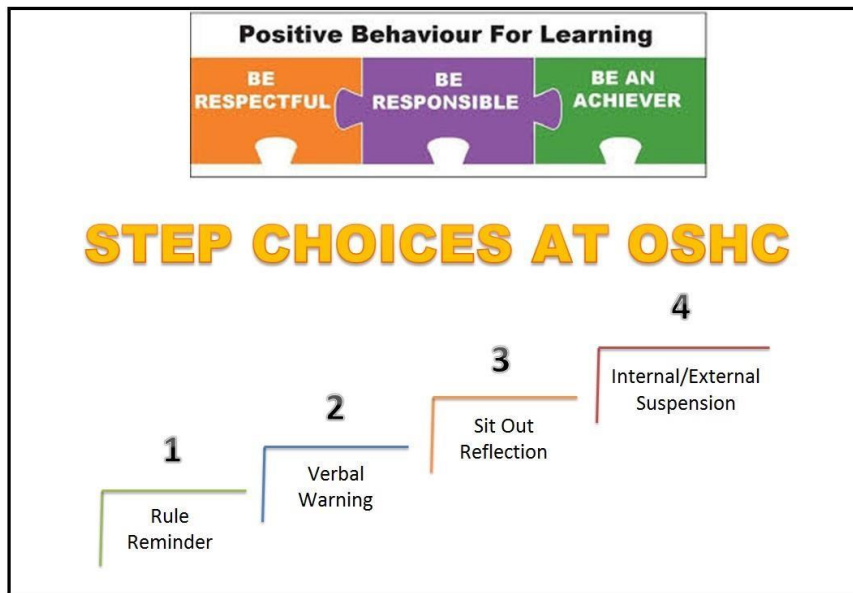 Positive Behaviour For Learning
BE
RESPECTFUL
BE
RESPONSIBLE
BE AN
ACHIEVER
STEP CHOICES AT OSHC
1
Rule
Reminder
2
Verbal
Warning
3
Sit Out
Reflection
4
Internal/External
Suspension